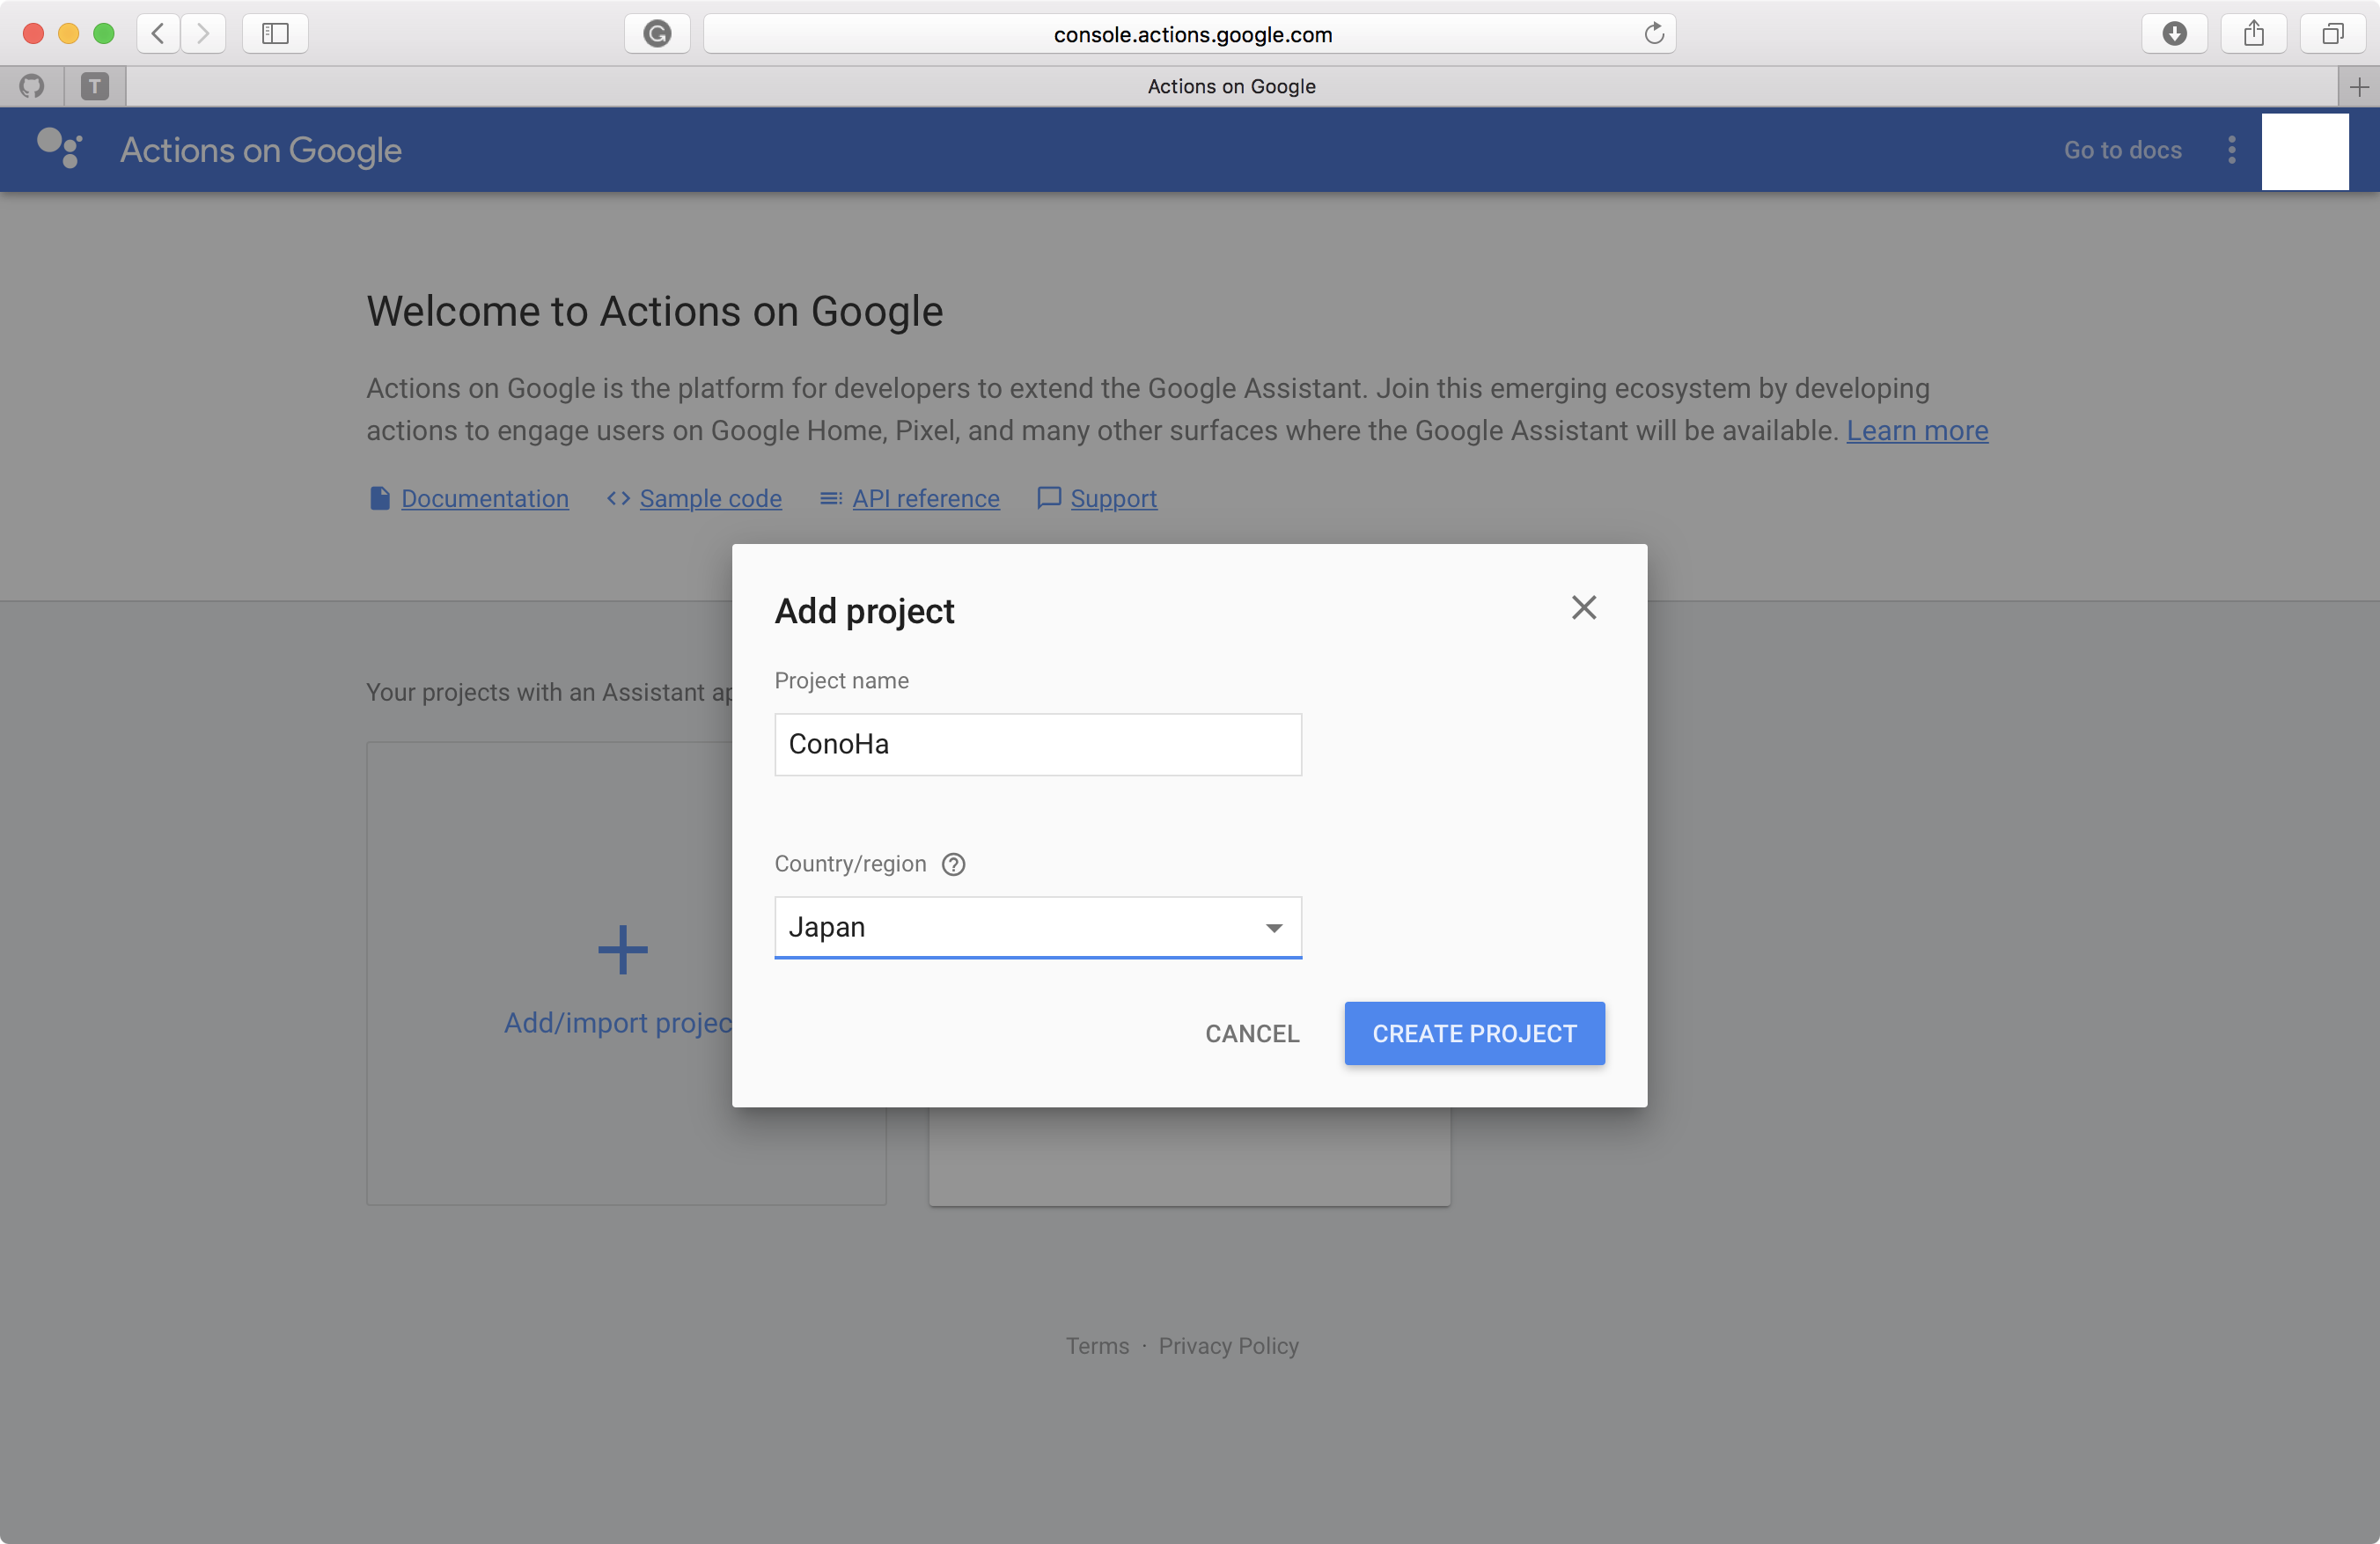 console.actions.google.com
T
Actions on Google
Actions on Google
Go to docs
Welcome to Actions on Google
Actions on Google is the platform for developers to extend the Google Assistant. Join this emerging ecosystem by developing
actions to engage users on Google Home, Pixel, and many other surfaces where the Google Assistant will be available. Learn more
Documentation
Sample code
API reference
Support
Add project
Project name
ConoHa
Country/region
Japan
CANCEL
CREATE PROJECT
Your projects with an Assistant ap
Add/import projec
Terms · Privacy Policy